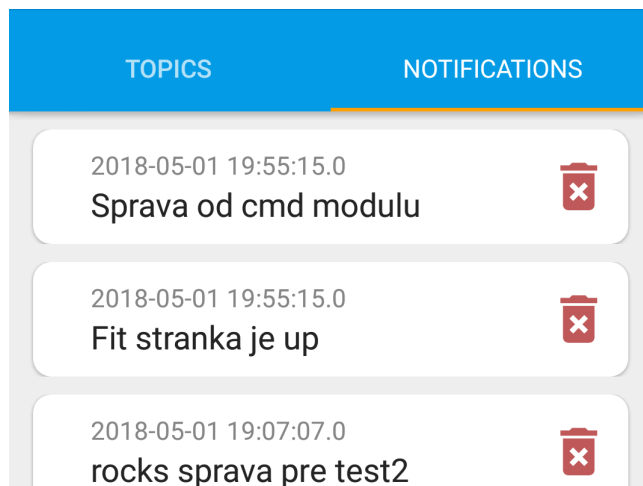 TOPICS
NOTIFICATIONS
2018-05-01 19:55:15.0
Sprava od cmd modulu
2018-05-01 19:55:15.0
Fit stranka je up
2018-05-01 19:07:07.0
rocks sprava pre test2